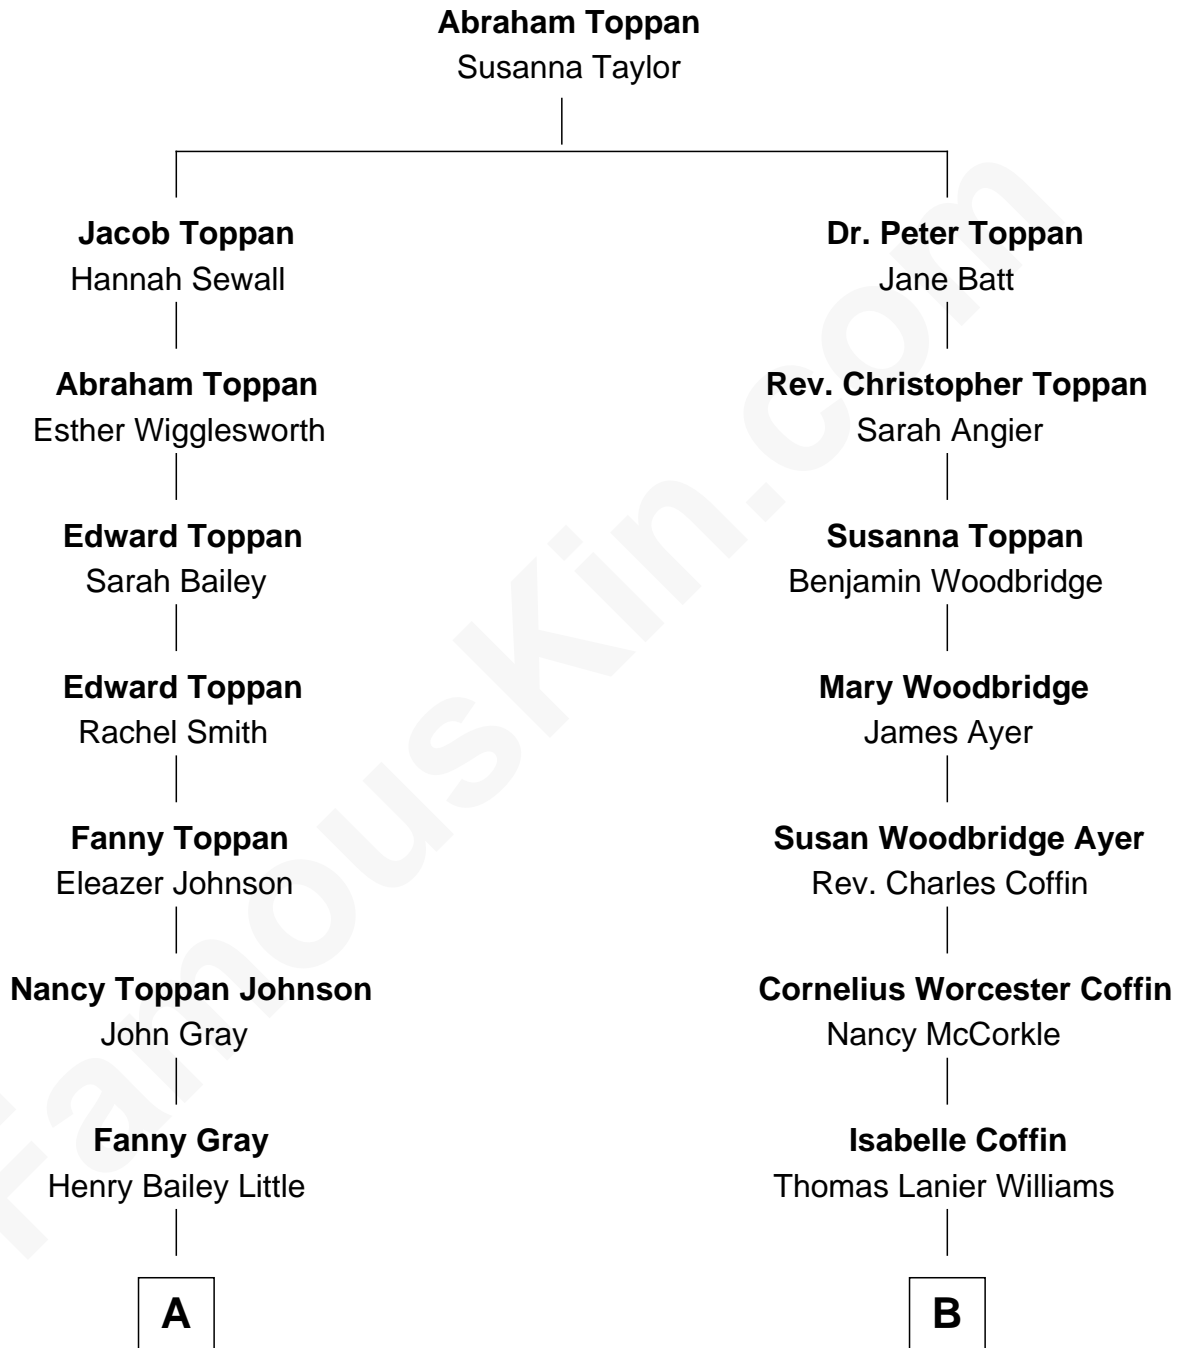 Abraham Toppan
Susanna Taylor
Jacob Toppan
Hannah Sewall
Abraham Toppan
Esther Wigglesworth
Edward Toppan
Sarah Bailey
Edward Toppan
Rachel Smith
Fanny Toppan
Eleazer Johnson
Nancy Toppan Johnson
John Gray
Fanny Gray
Henry Bailey Little
A
Dr. Peter Toppan
Jane Batt
Rev. Christopher Toppan
Sarah Angier
Susanna Toppan
Benjamin Woodbridge
Mary Woodbridge
James Ayer
Susan Woodbridge Ayer
Rev. Charles Coffin
Cornelius Worcester Coffin
Nancy McCorkle
Isabelle Coffin
Thomas Lanier Williams
B
FamousKin.com